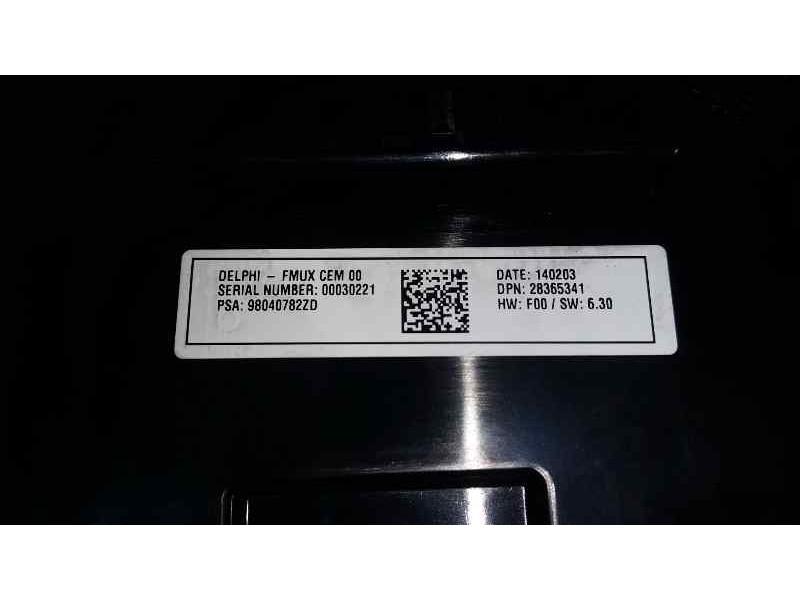 DELPHI - FMUX CEM 00
SERIAL NUMBER: 00030221
PSA: 98040782ZD
DATE: 140203
DPN: 28365341
HW: F00 / SW: 6.30